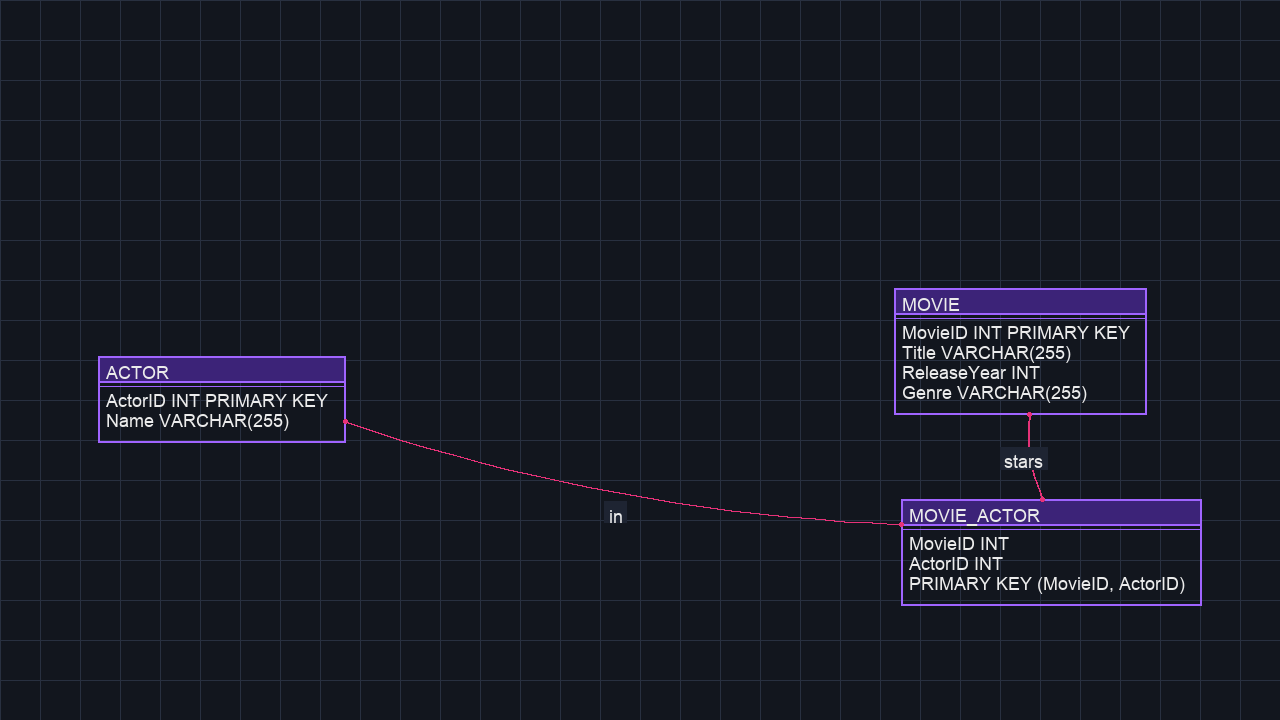 MOVIE
MovieID INT PRIMARY KEY
Title VARCHAR(255)
ReleaseYear INT
Genre VARCHAR(255)
ACTOR
ActorID INT PRIMARY KEY
Name VARCHAR(255)
stars
in
MOVIE_ACTOR
MovieID INT
ActorID INT
PRIMARY KEY (MovieID, ActorID)